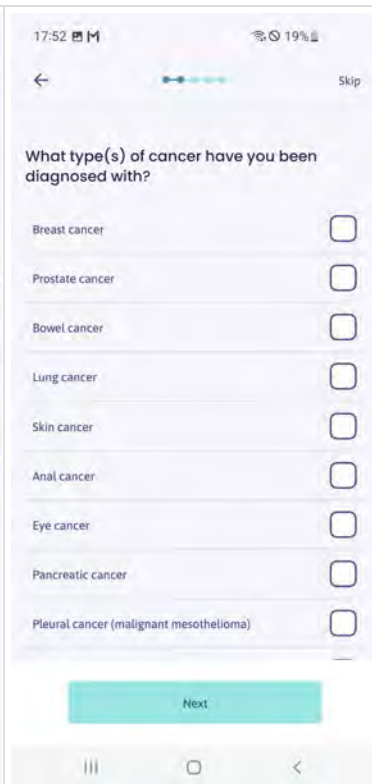 17:52 M 19%
Skip
What type(s) of cancer have you been
diagnosed with?
Breast cancer
Prostate cancer
Bowel cancer
Lung cancer
Skin cancer
Anal cancer
Eye cancer
Pancreatic cancer
Pleural cancer (malignant mesothelioma)
Next